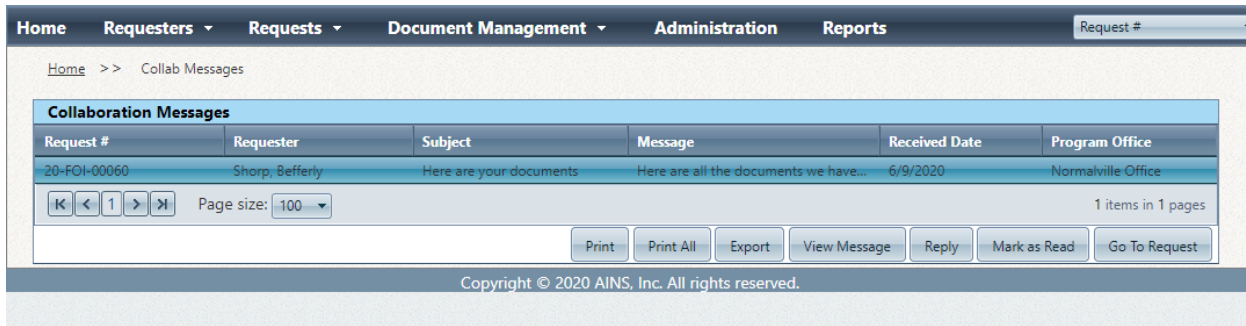 Home Requesters Requests Document Management Administration Reports Request #
Home >> Collab Messages
Collaboration Messages
Request # Requester Subject Message Received Date Program Office
20-FOI-00060 Shorp, Befferly Here are your documents Here are all the documents we have... 6/9/2020 Normalville Office
1 Page size: 100 1 items in 1 pages
Print Print All Export View Message Reply Mark as Read Go To Request
Copyright © 2020 AINS, Inc. All rights reserved.